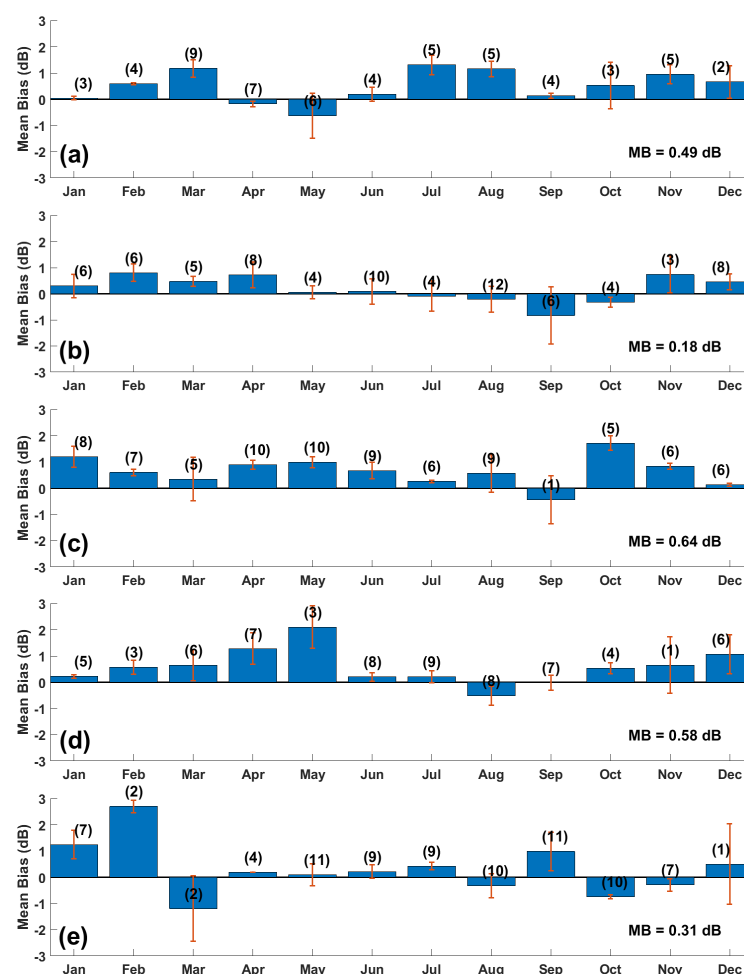 3
2
1
0
-1
-2
-3
Mean Bias (dB)
(3) (4) (9) (7) (6) (4) (5) (5) (4) (3) (5) (2)
(a)
MB = 0.49 dB
Jan Feb Mar Apr May Jun Jul Aug Sep Oct Nov Dec
3
2
1
0
-1
-2
-3
Mean Bias (dB)
(6) (6) (5) (8) (4) (10) (4) (12) (6) (4) (3) (8)
(b)
MB = 0.18 dB
Jan Feb Mar Apr May Jun Jul Aug Sep Oct Nov Dec
3
2
1
0
-1
-2
-3
Mean Bias (dB)
(8) (7) (5) (10) (10) (9) (6) (9) (1) (5) (6) (6)
(c)
MB = 0.64 dB
Jan Feb Mar Apr May Jun Jul Aug Sep Oct Nov Dec
3
2
1
0
-1
-2
-3
Mean Bias (dB)
(5) (3) (6) (7) (3) (8) (9) (8) (7) (4) (1) (6)
(d)
MB = 0.58 dB
Jan Feb Mar Apr May Jun Jul Aug Sep Oct Nov Dec
3
2
1
0
-1
-2
-3
Mean Bias (dB)
(7) (2) (2) (4) (11) (9) (9) (10) (11) (10) (7) (1)
(e)
MB = 0.31 dB
Jan Feb Mar Apr May Jun Jul Aug Sep Oct Nov Dec